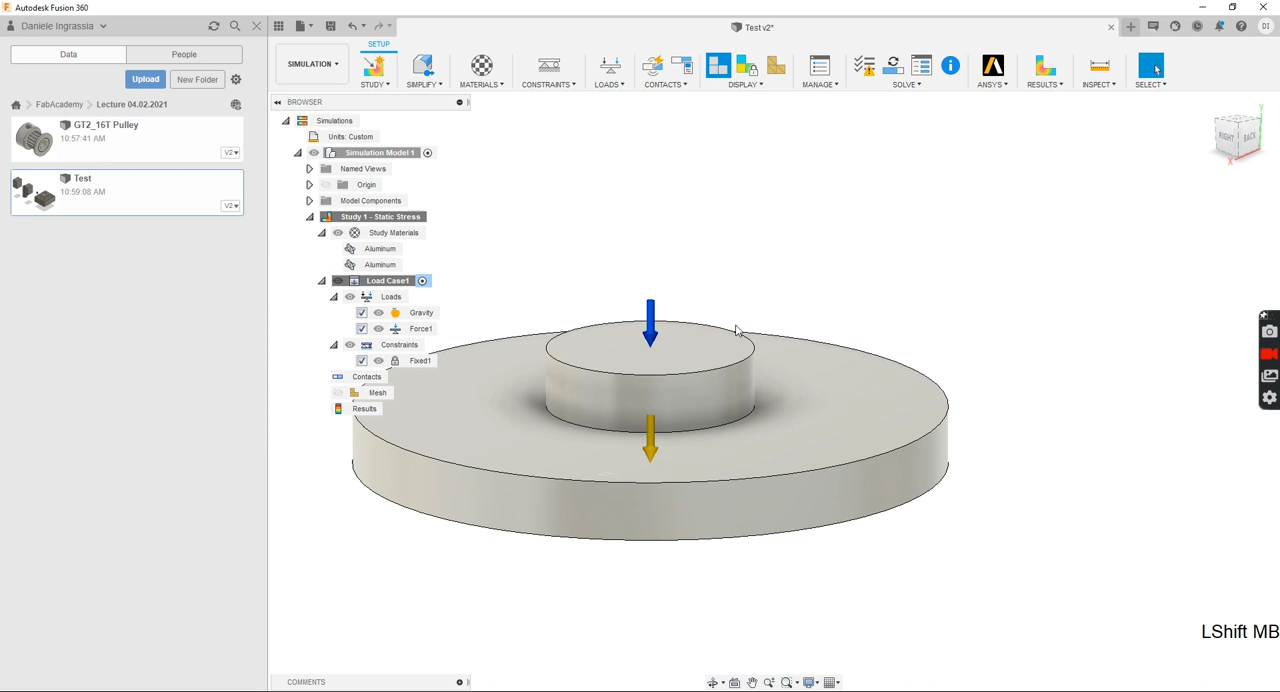 Autodesk Fusion 360
Daniele Ingrassia
Test v2*
DI
Data
People
Upload
New Folder
FabAcademy
Lecture 04.02.2021
GT2_16T Pulley
10:57:41 AM
V2
Test
10:59:08 AM
V2
SETUP
SIMULATION
STUDY
SIMPLIFY
MATERIALS
CONSTRAINTS
LOADS
CONTACTS
DISPLAY
MANAGE
SOLVE
ANSYS
RESULTS
INSPECT
SELECT
BROWSER
Simulations
Units: Custom
Simulation Model 1
Named Views
Origin
Model Components
Study 1 - Static Stress
Study Materials
Aluminum
Aluminum
Load Case1
Loads
Gravity
Force1
Constraints
Fixed1
Contacts
Mesh
Results
RIGHT
BACK
Y
X
LShift MB
COMMENTS